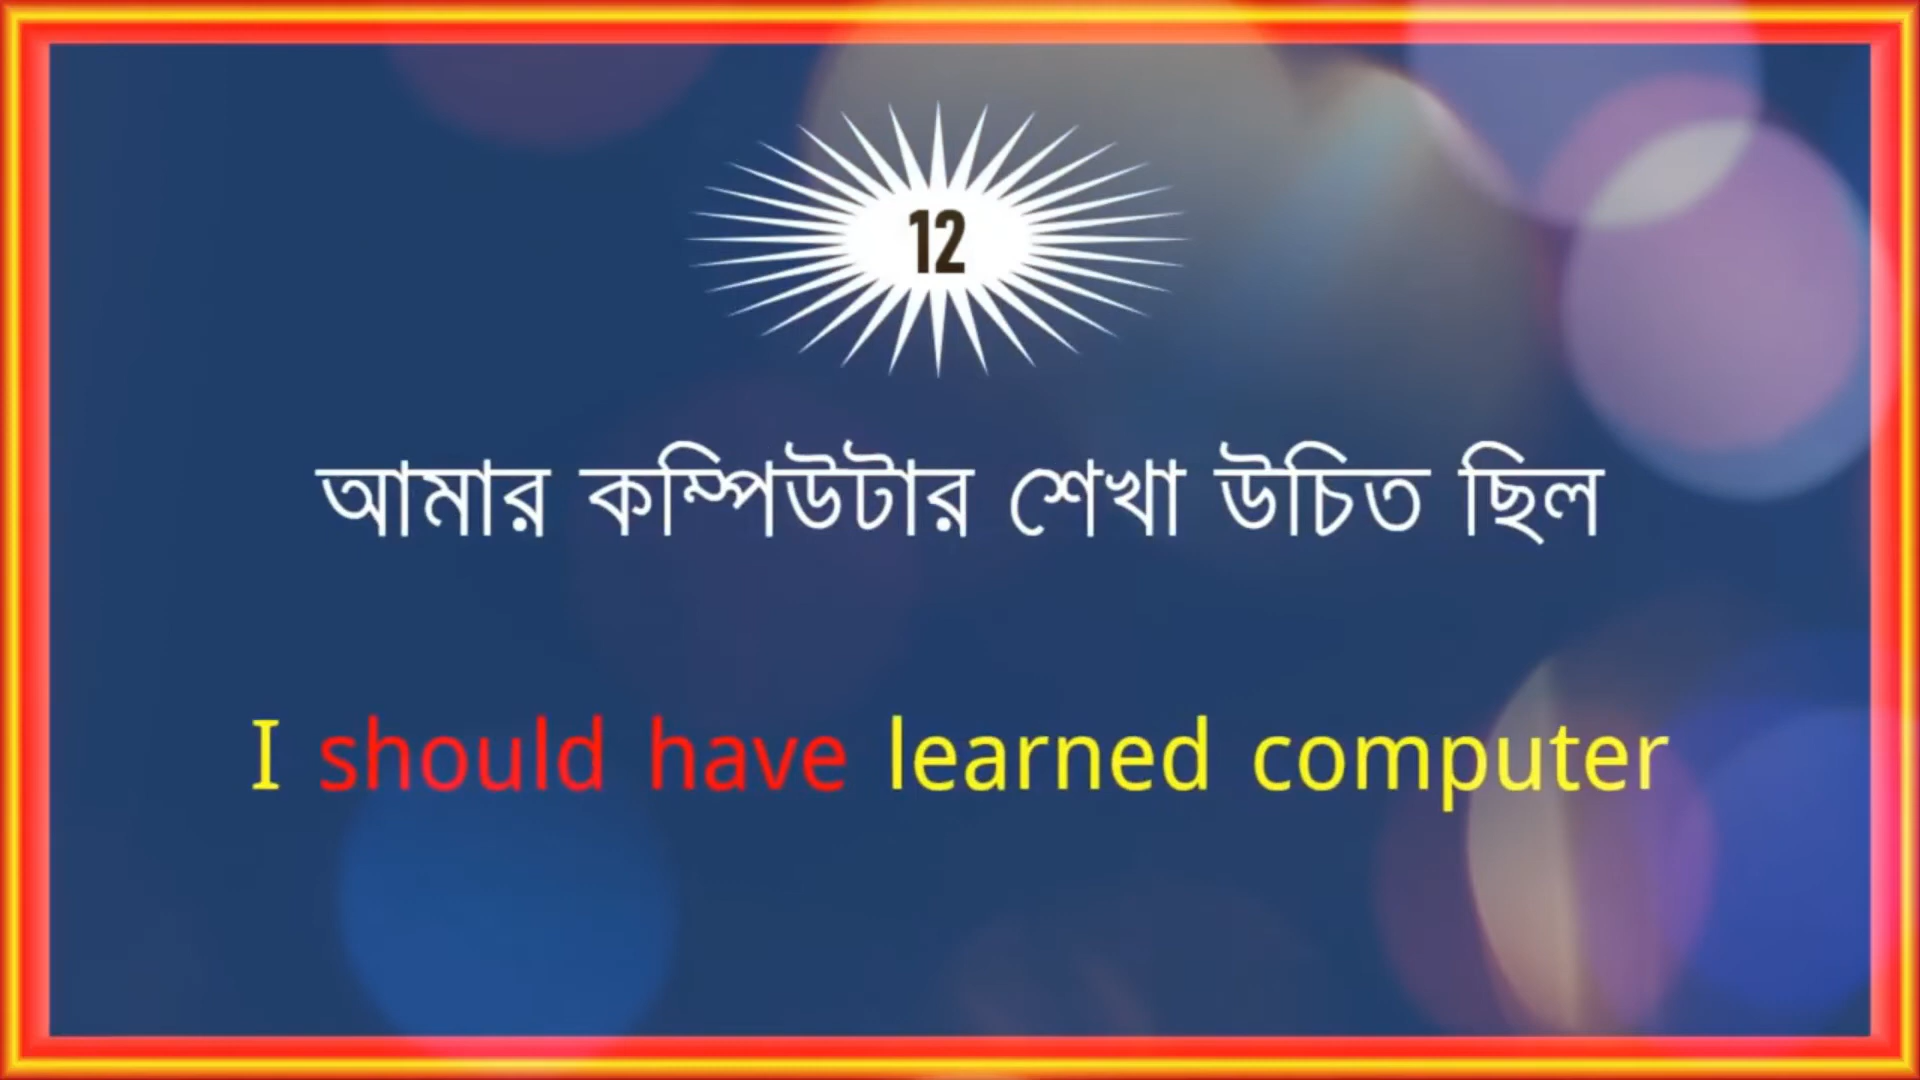 12
আমার কম্পিউটার শেখা উচিত ছিল
I should have learned computer